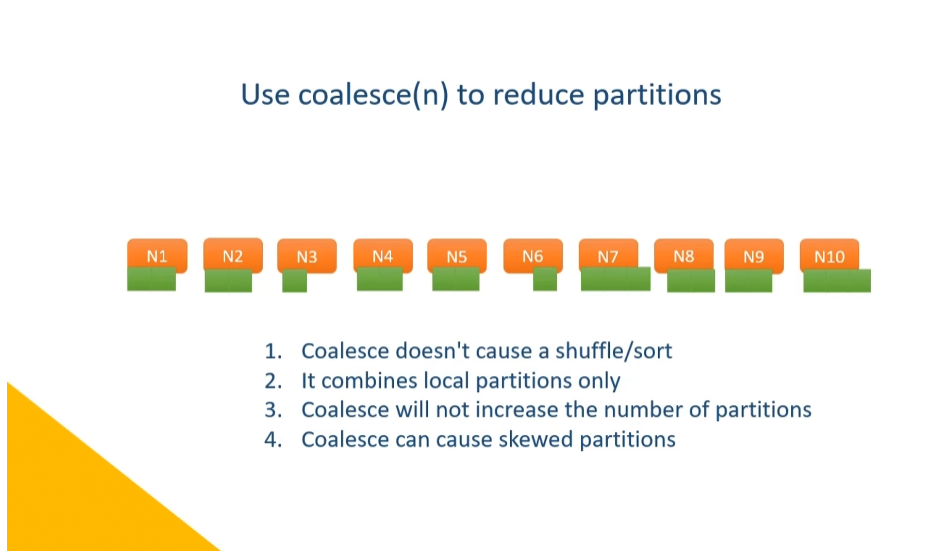 Use coalesce(n) to reduce partitions
N1 N2 N3 N4 N5 N6 N7 N8 N9 N10
1. Coalesce doesn't cause a shuffle/sort
2. It combines local partitions only
3. Coalesce will not increase the number of partitions
4. Coalesce can cause skewed partitions